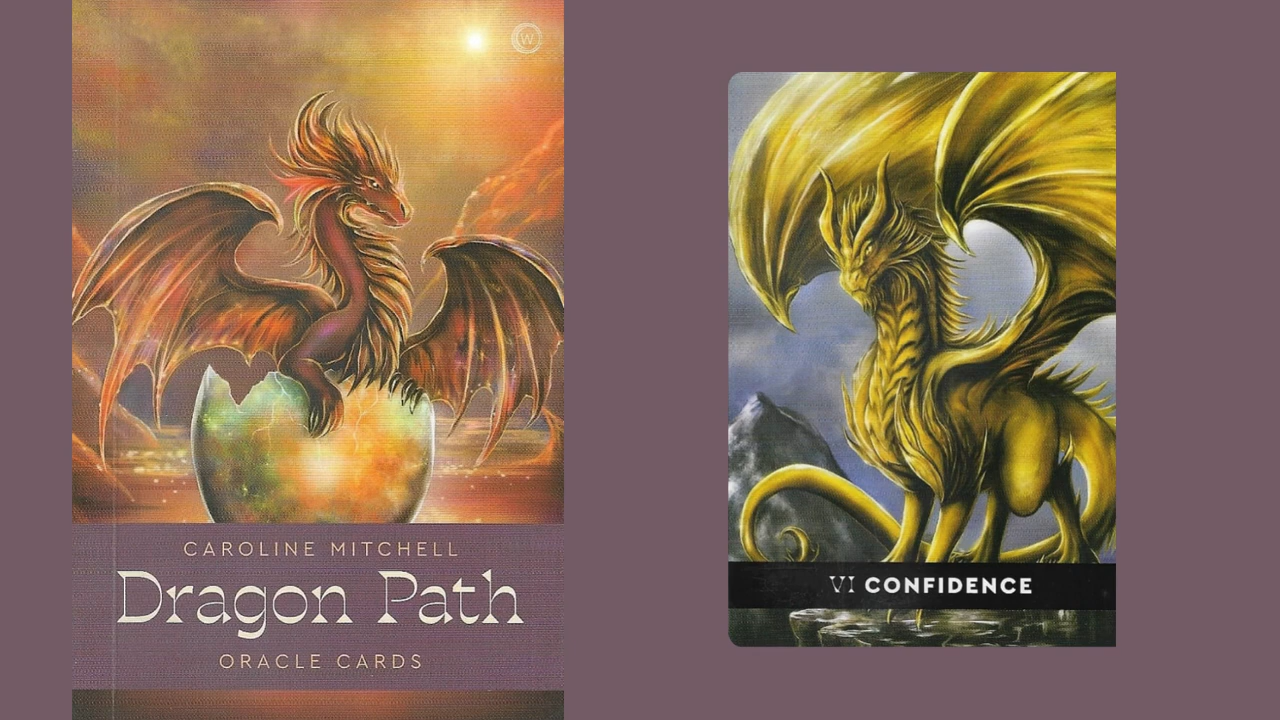 W
CAROLINE MITCHELL
Dragon Path
ORACLE CARDS
VI CONFIDENCE